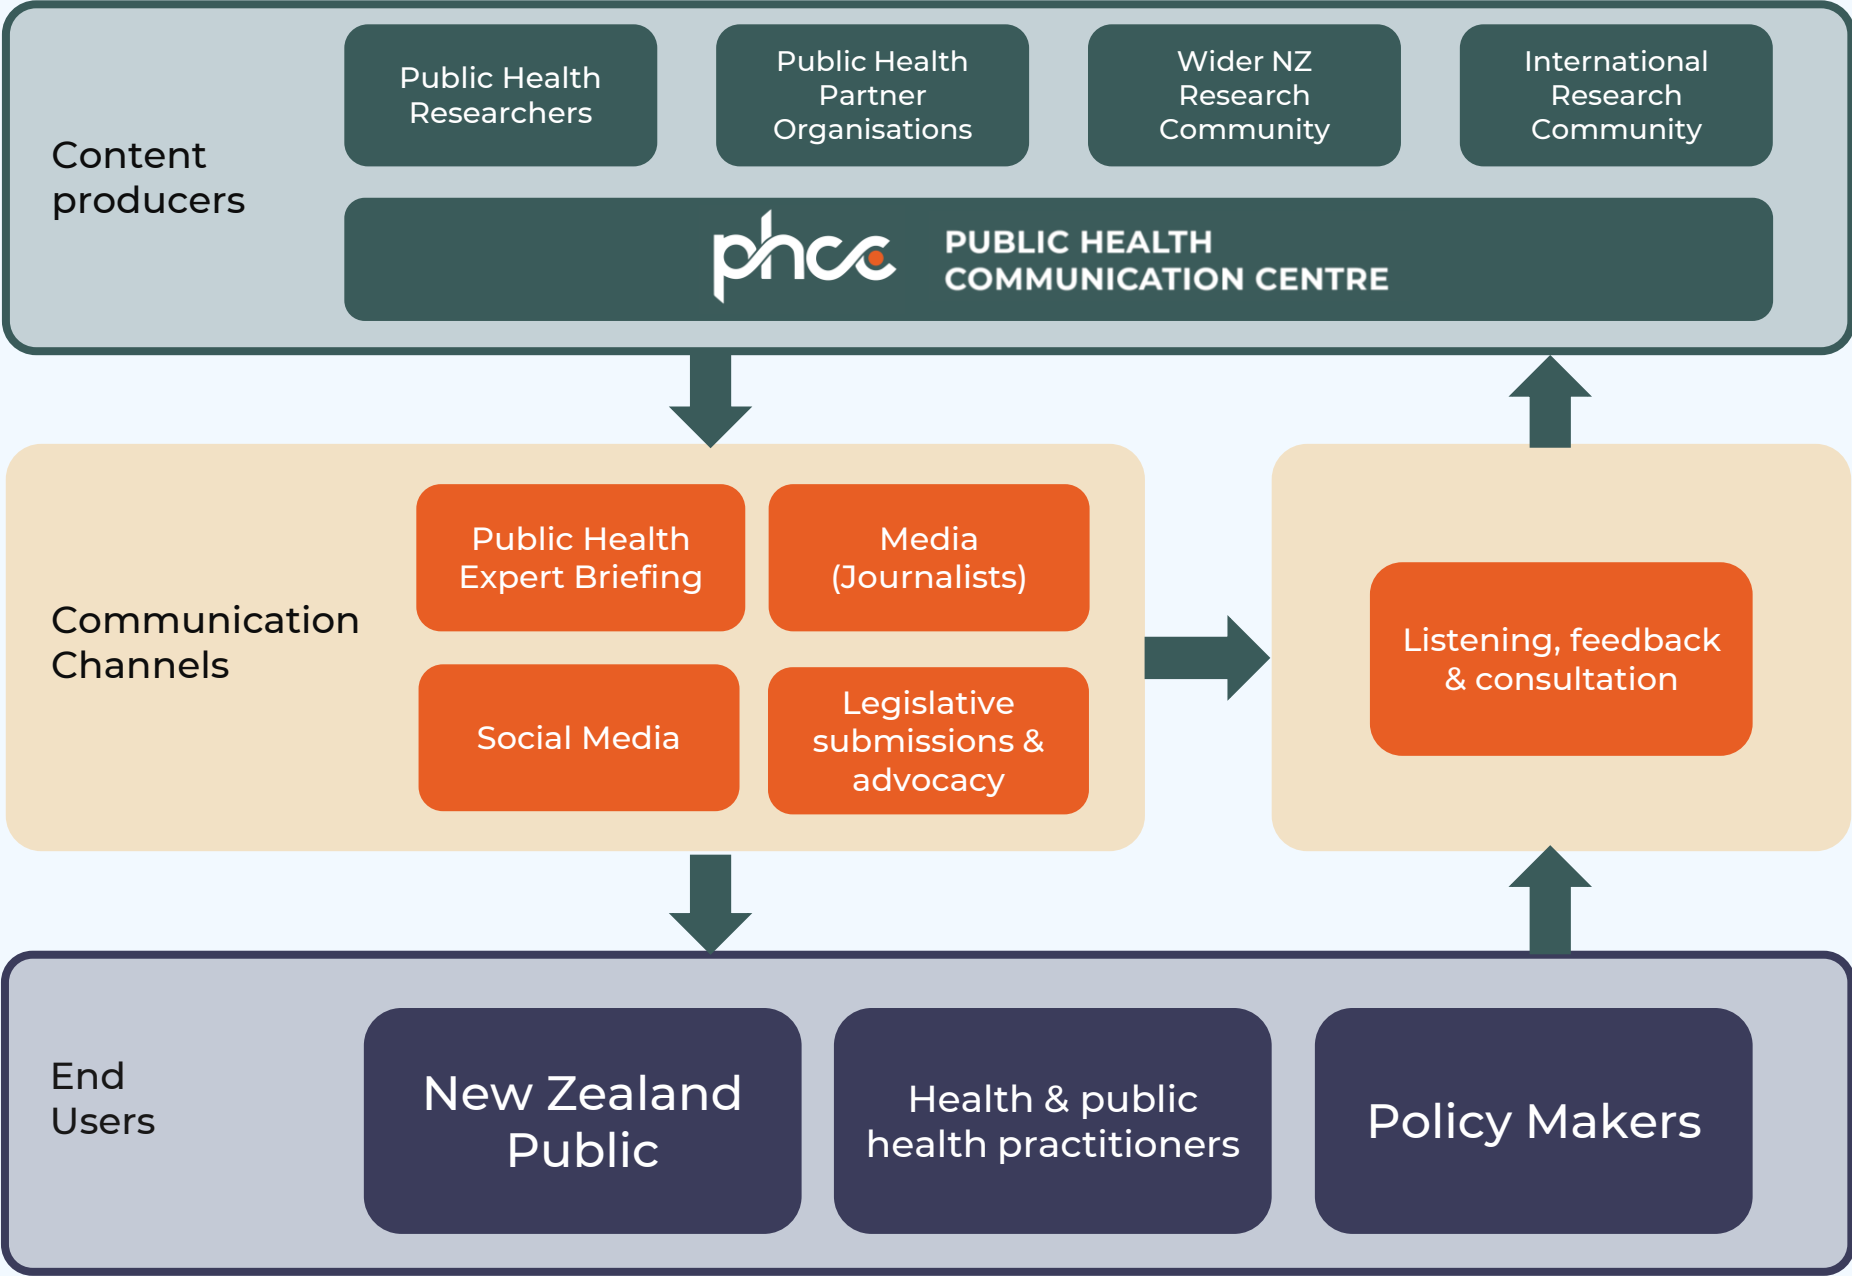 Content
producers
Public Health
Researchers
Public Health
Partner
Organisations
Wider NZ
Research
Community
International
Research
Community
phcc
PUBLIC HEALTH
COMMUNICATION CENTRE
Communication
Channels
Public Health
Expert Briefing
Media
(Journalists)
Social Media
Legislative
submissions &
advocacy
Listening, feedback
& consultation
End
Users
New Zealand
Public
Health & public
health practitioners
Policy Makers